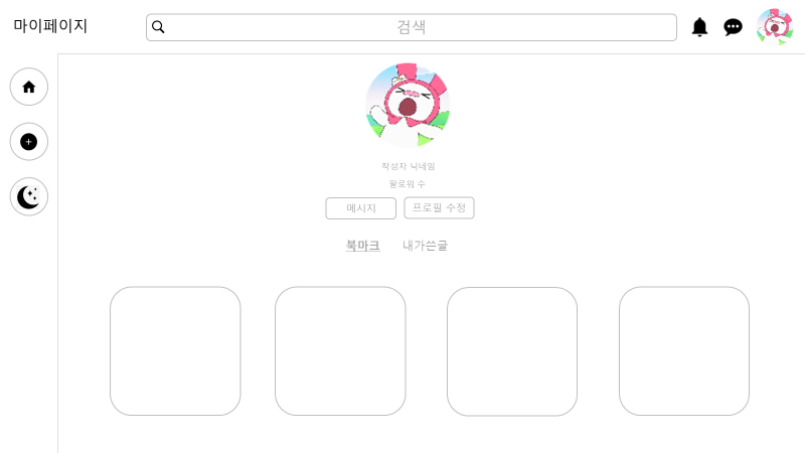 마이페이지
검색
작성자 닉네임
팔로워 수
메시지
프로필 수정
북마크
내가쓴글